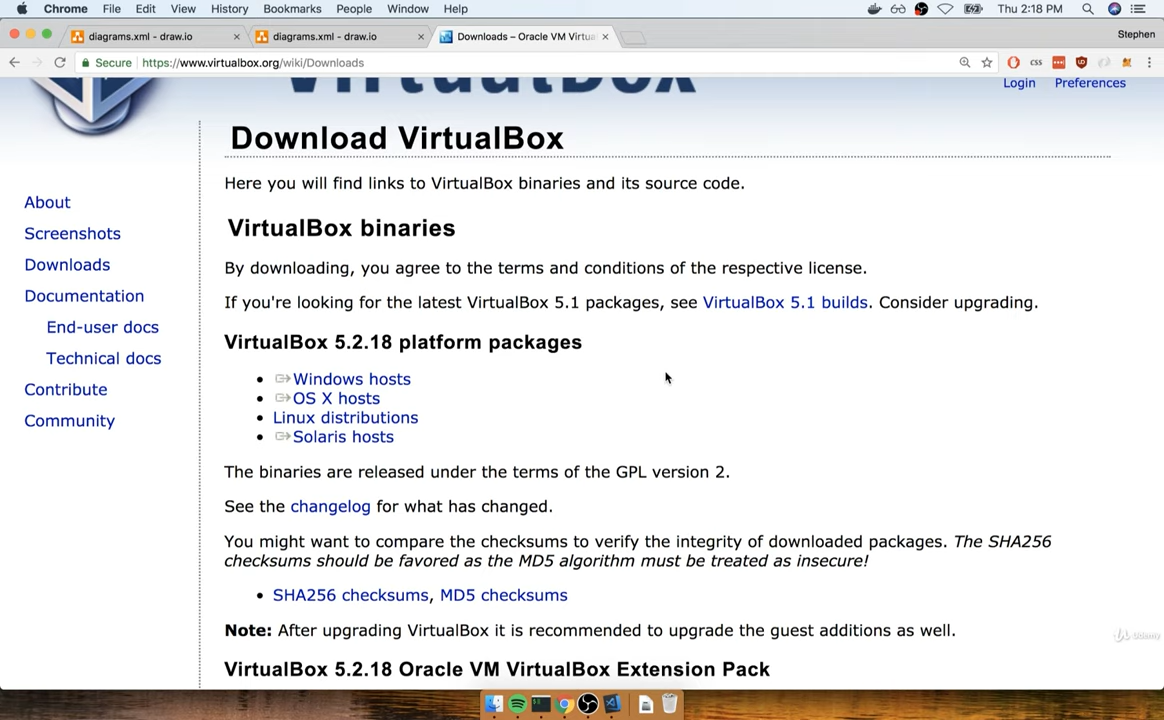 Chrome File Edit View History Bookmarks People Window Help Thu 2:18 PM
diagrams.xml - draw.io
diagrams.xml - draw.io
Downloads – Oracle VM Virtua
Stephen
Secure https://www.virtualbox.org/wiki/Downloads
VirtualBox
Login Preferences
Download VirtualBox
Here you will find links to VirtualBox binaries and its source code.
About
Screenshots
Downloads
Documentation
End-user docs
Technical docs
Contribute
Community
VirtualBox binaries
By downloading, you agree to the terms and conditions of the respective license.
If you're looking for the latest VirtualBox 5.1 packages, see VirtualBox 5.1 builds. Consider upgrading.
VirtualBox 5.2.18 platform packages
Windows hosts
OS X hosts
Linux distributions
Solaris hosts
The binaries are released under the terms of the GPL version 2.
See the changelog for what has changed.
You might want to compare the checksums to verify the integrity of downloaded packages. The SHA256
checksums should be favored as the MD5 algorithm must be treated as insecure!
SHA256 checksums, MD5 checksums
Note: After upgrading VirtualBox it is recommended to upgrade the guest additions as well.
VirtualBox 5.2.18 Oracle VM VirtualBox Extension Pack
Udemy